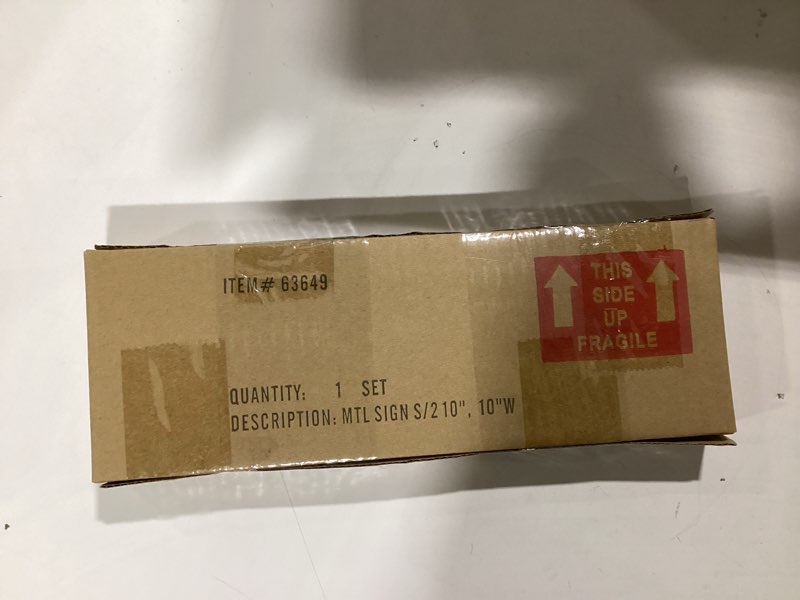 ITEM# 63649
THIS
SIDE
UP
FRAGILE
QUANTITY: 1 SET
DESCRIPTION: MTL SIGN S/2 10", 10"W